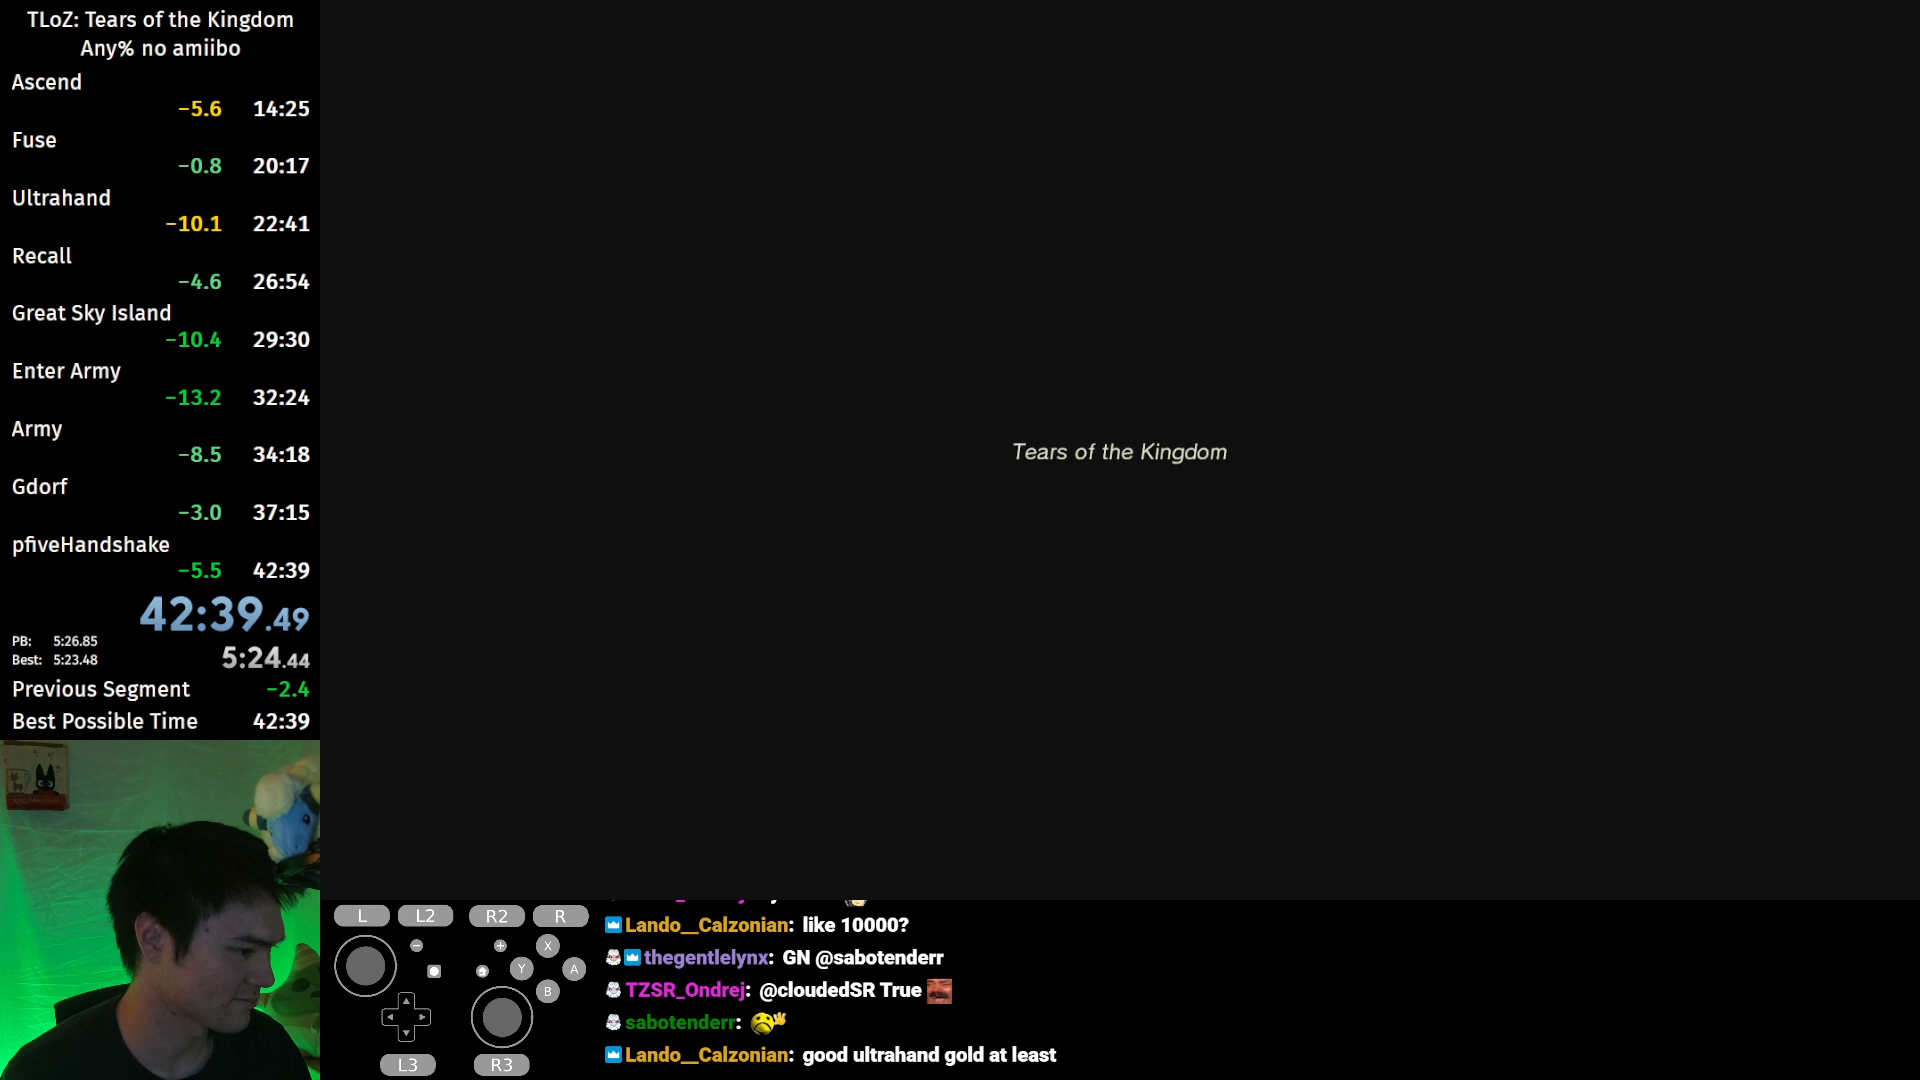 TLoZ: Tears of the Kingdom
Any% no amiibo
Ascend
−5.6 14:25
Fuse
−0.8 20:17
Ultrahand
−10.1 22:41
Recall
−4.6 26:54
Great Sky Island
−10.4 29:30
Enter Army
−13.2 32:24
Army
−8.5 34:18
Gdorf
−3.0 37:15
pfiveHandshake
−5.5 42:39
42:39.49
PB: 5:26.85
Best: 5:23.48
5:24.44
Previous Segment −2.4
Best Possible Time 42:39
Tears of the Kingdom
L L2 R2 R
X
Y A
B
L3 R3
Lando__Calzonian: like 10000?
thegentlelynx: GN @sabotenderr
TZSR_Ondrej: @cloudedSR True
sabotenderr:
Lando__Calzonian: good ultrahand gold at least